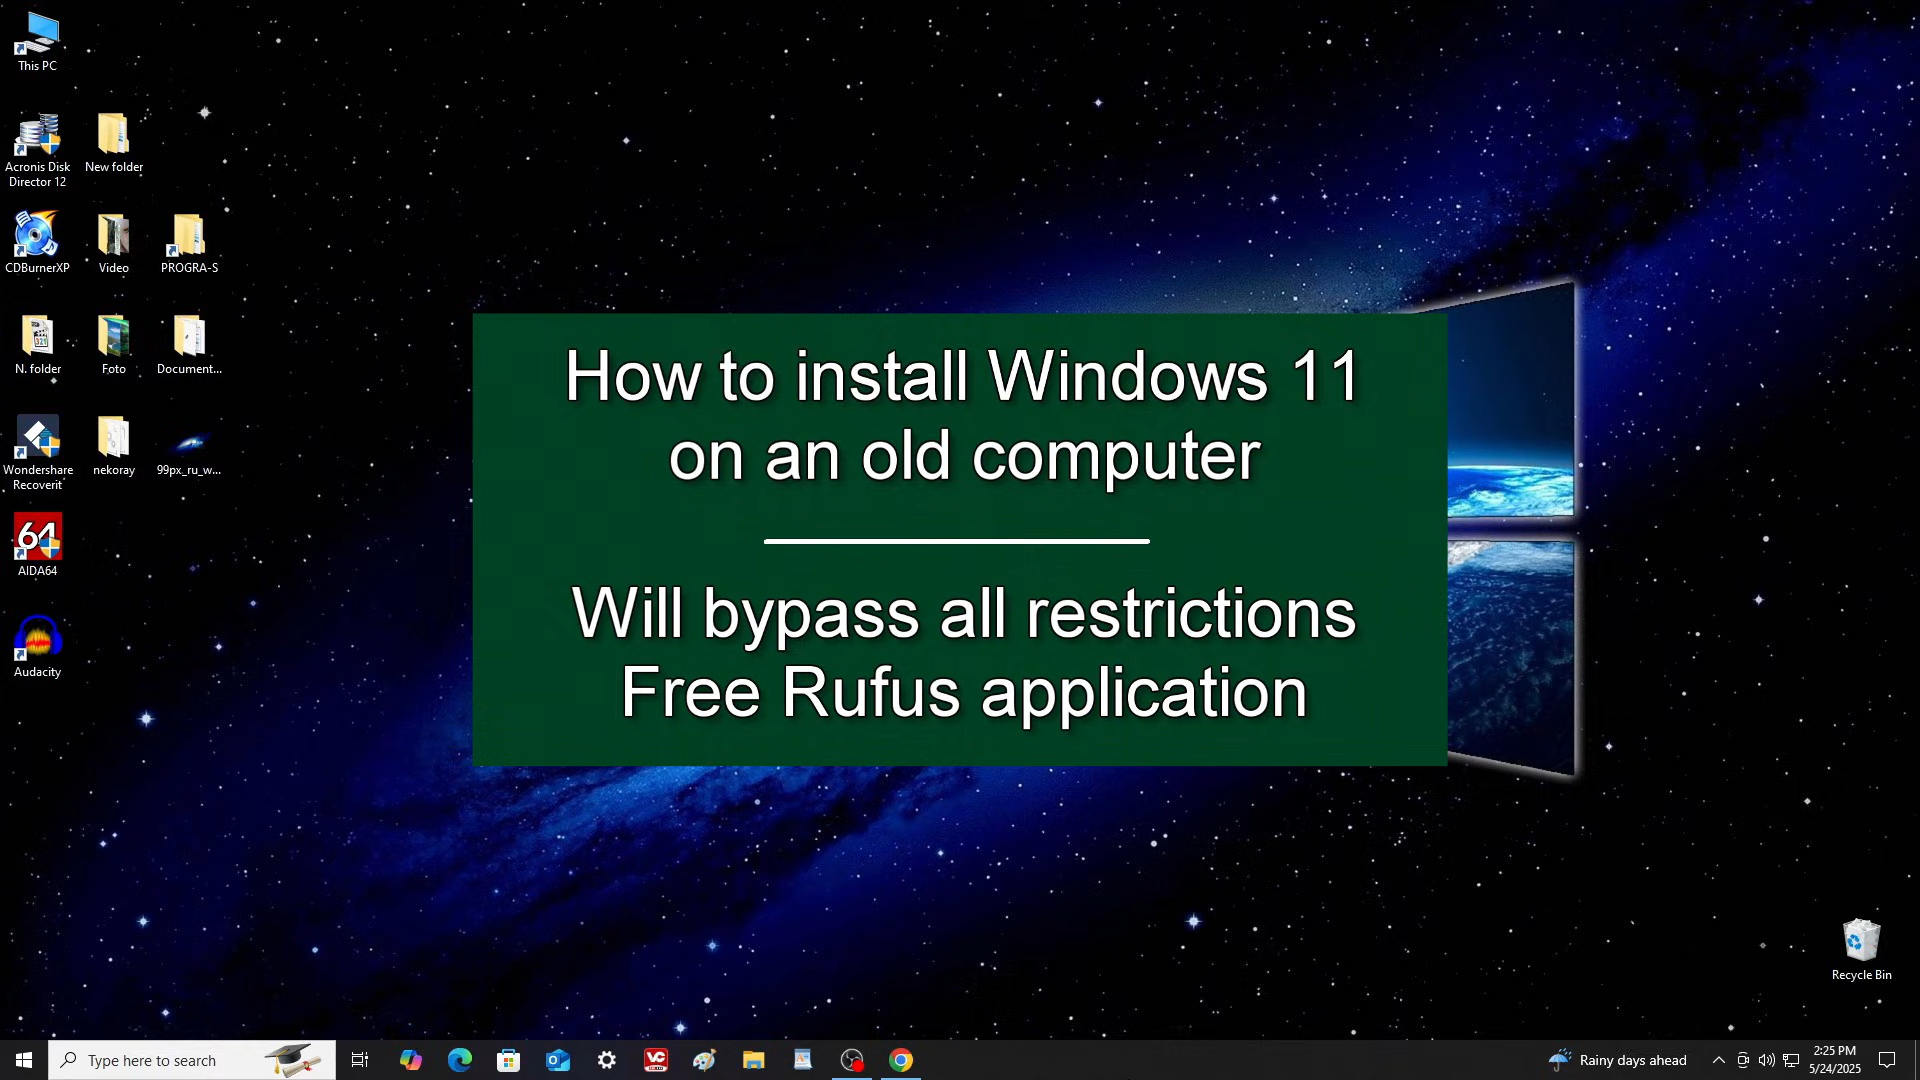 This PC
Acronis Disk
Director 12
New folder
CDBurnerXP
Video
PROGRA-S
N. folder
Foto
Document...
Wondershare
Recoverit
nekoray
99px_ru_w...
64
AIDA64
Audacity
How to install Windows 11
on an old computer
Will bypass all restrictions
Free Rufus application
Recycle Bin
Type here to search
VC
Rainy days ahead
2:25 PM
5/24/2025